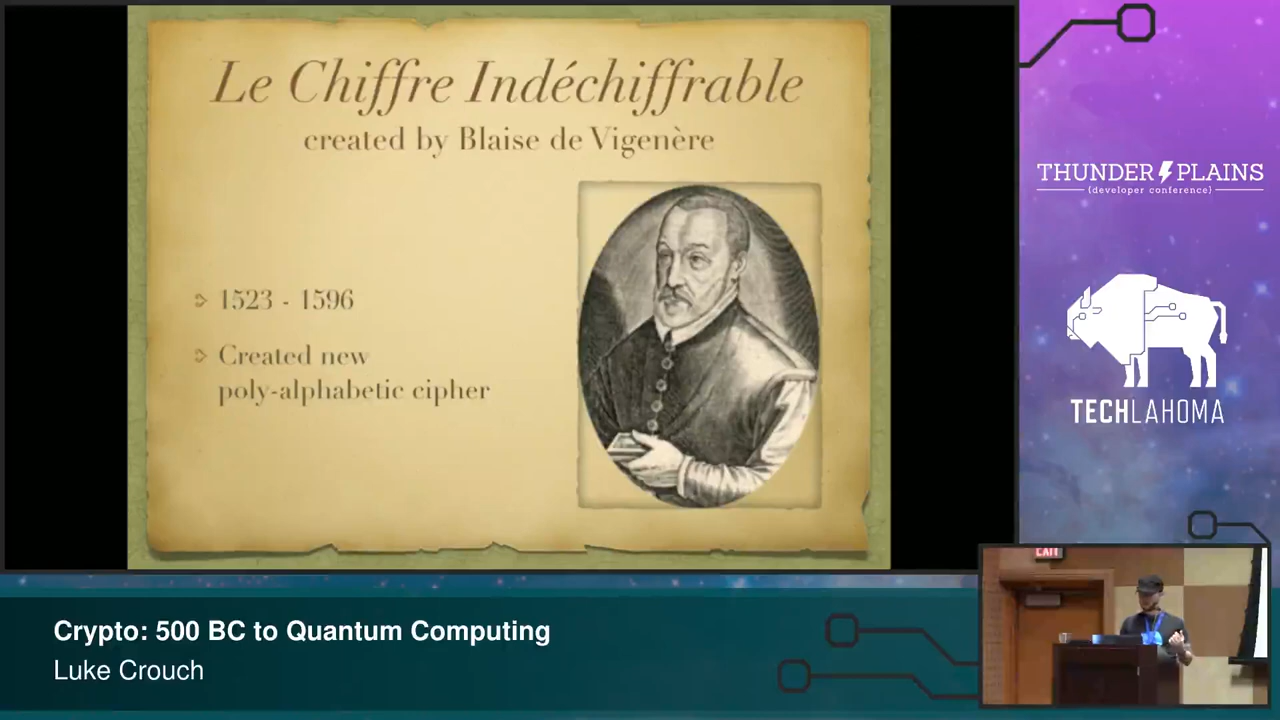 Le Chiffre Indéchiffrable
created by Blaise de Vigenère
1523 - 1596
Created new
poly-alphabetic cipher
THUNDER PLAINS
{developer conference}
TECHLAHOMA
EXIT
Crypto: 500 BC to Quantum Computing
Luke Crouch